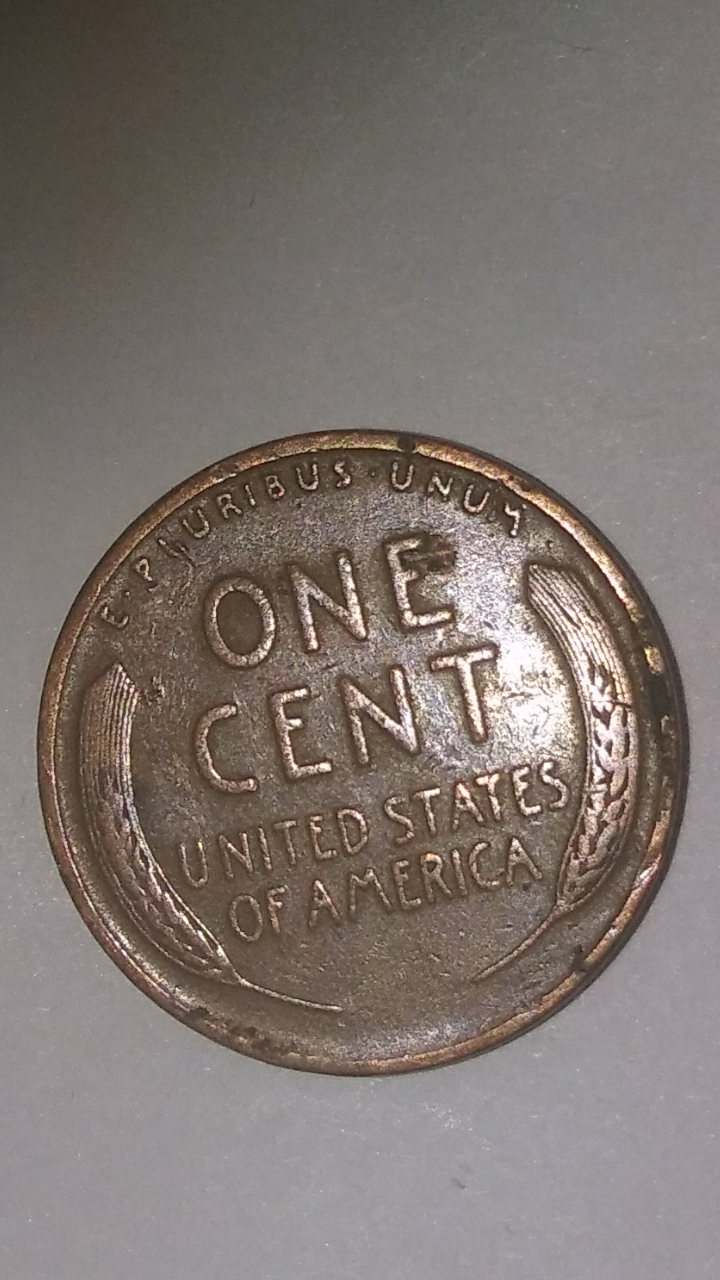 E · PLURIBUS · UNUM
ONE
CENT
UNITED STATES
OF AMERICA